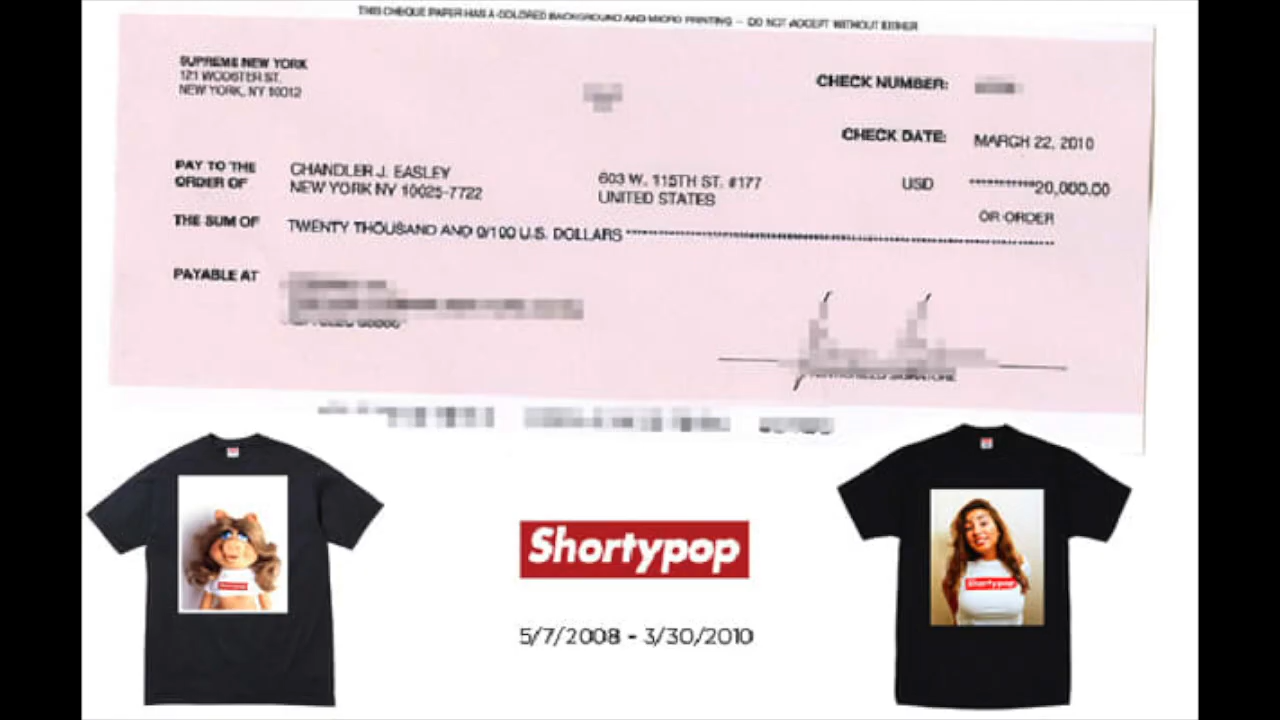 THIS CHEQUE PAPER HAS A COLORED BACKGROUND AND MICRO PRINTING – DO NOT ACCEPT WITHOUT EITHER
SUPREME NEW YORK
121 WOOSTER ST.
NEW YORK, NY 10012
CHECK NUMBER:
CHECK DATE: MARCH 22, 2010
PAY TO THE ORDER OF
CHANDLER J. EASLEY
NEW YORK NY 10025-7722
603 W. 115TH ST. #177
UNITED STATES
USD **********20,000.00
OR ORDER
THE SUM OF TWENTY THOUSAND AND 0/100 U.S. DOLLARS
PAYABLE AT
AUTHORIZED SIGNATURE
Shortypop
5/7/2008 - 3/30/2010
Shortypop